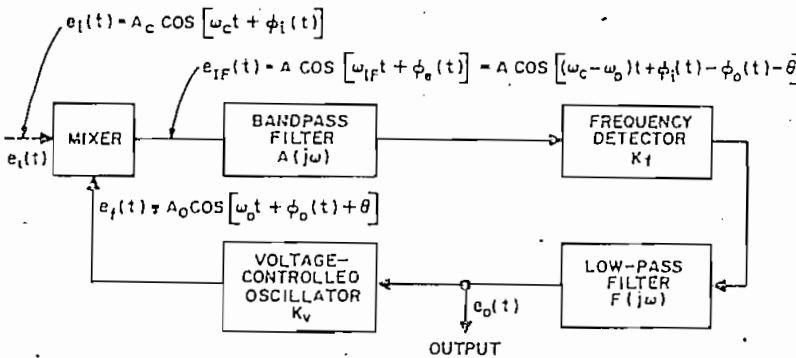 e_i(t) = A_C COS [ω_C t + ϕ_i(t)]
e_IF(t) = A COS [ω_IF t + ϕ_e(t)] = A COS [(ω_C − ω_o)t + ϕ_i(t) − ϕ_o(t) − θ]
MIXER
BANDPASS
FILTER
A(jω)
FREQUENCY
DETECTOR
K_f
e_i(t)
e_f(t) = A_O COS [ω_o t + ϕ_o(t) + θ]
VOLTAGE-
CONTROLLED
OSCILLATOR
K_V
LOW-PASS
FILTER
F(jω)
e_o(t)
OUTPUT